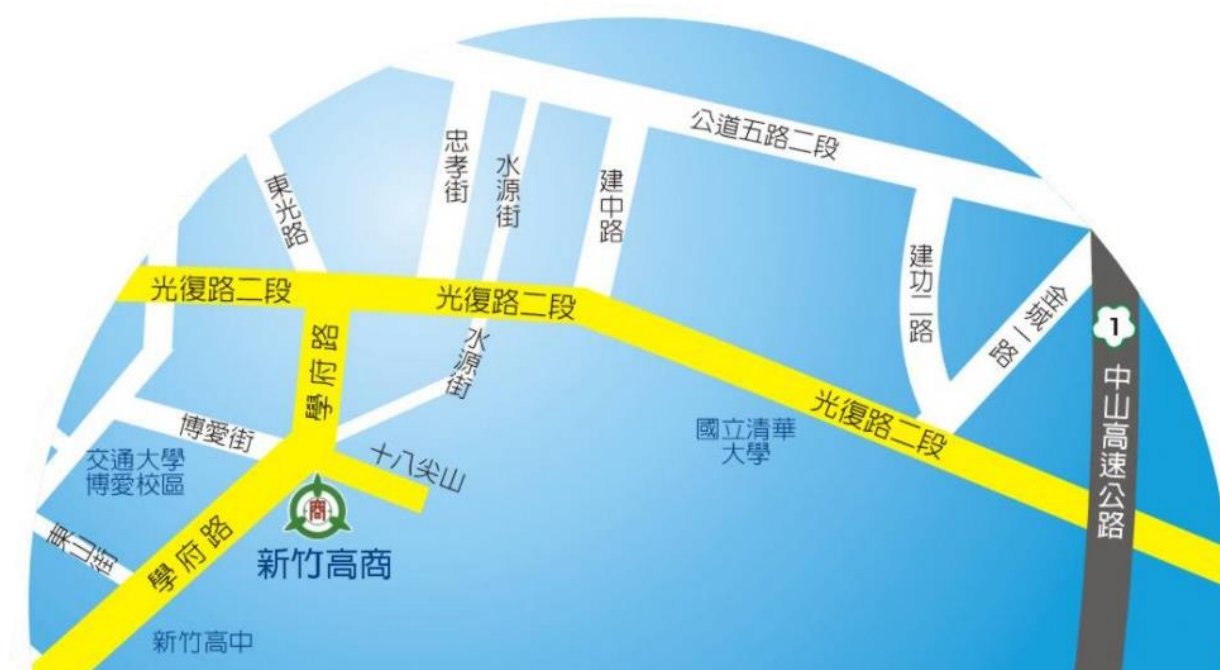 公道五路二段
忠孝街
水源街
建中路
東光路
建功二路
金城一路
1
中山高速公路
光復路二段
光復路二段
光復路二段
學府路
水源街
博愛街
十八尖山
國立清華
大學
交通大學
博愛校區
商
新竹高商
東山街
學府路
新竹高中